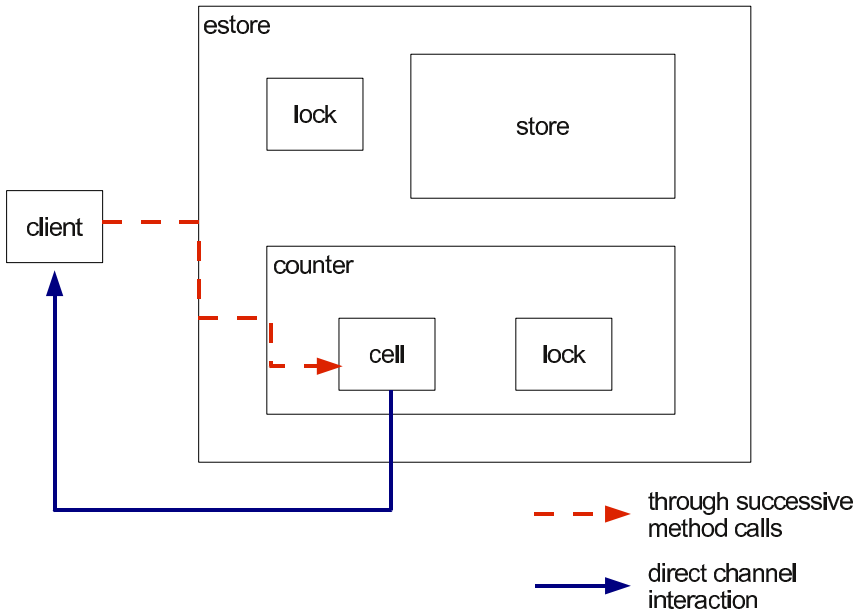 estore
lock
store
client
counter
cell
lock
through successive
method calls
direct channel
interaction